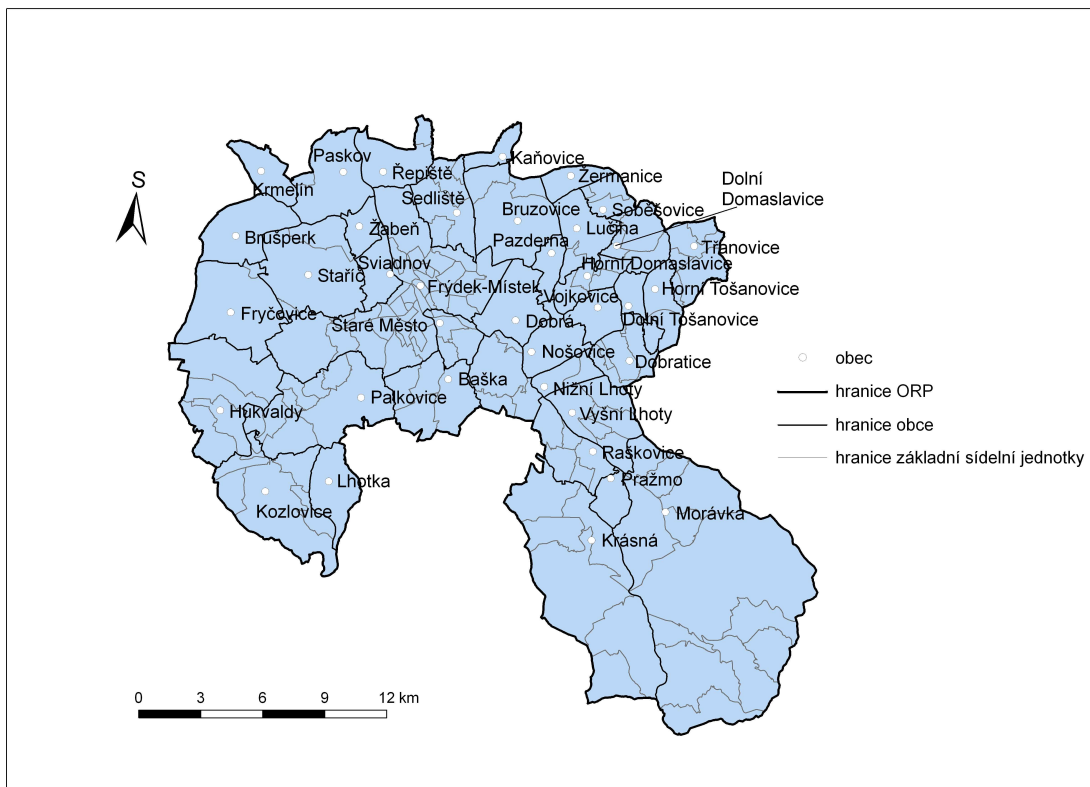 S
Paskov
Kaňovice
Krmelín
Řepiště
Žermanice
Dolní
Domaslavice
Sedliště
Bruzovice
Soběšovice
Brušperk
Žabeň
Lučina
Pazderna
Třanovice
Sviadnov
Horní Domaslavice
Staříč
Frýdek-Místek
Vojkovice
Horní Tošanovice
Fryčovice
Staré Město
Dobrá
Dolní Tošanovice
Nošovice
Dobratice
obec
Baška
Nižní Lhoty
hranice ORP
Palkovice
Hukvaldy
Vyšní Lhoty
hranice obce
Raškovice
hranice základní sídelní jednotky
Lhotka
Pražmo
Kozlovice
Morávka
Krásná
0 3 6 9 12 km